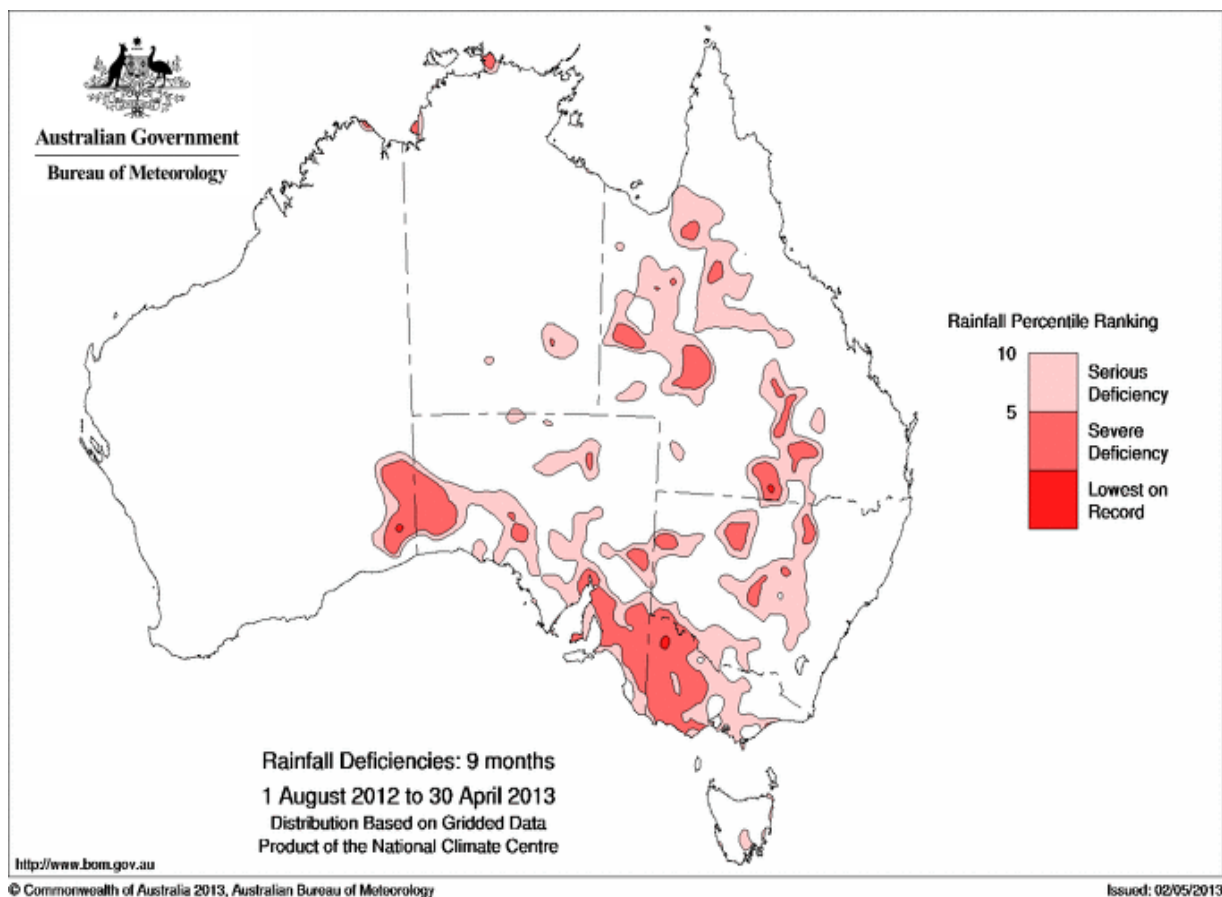 Australian Government
Bureau of Meteorology
Rainfall Percentile Ranking
10
Serious
Deficiency
5
Severe
Deficiency
Lowest on
Record
Rainfall Deficiencies: 9 months
1 August 2012 to 30 April 2013
Distribution Based on Gridded Data
Product of the National Climate Centre
http://www.bom.gov.au
© Commonwealth of Australia 2013, Australian Bureau of Meteorology
Issued: 02/05/2013